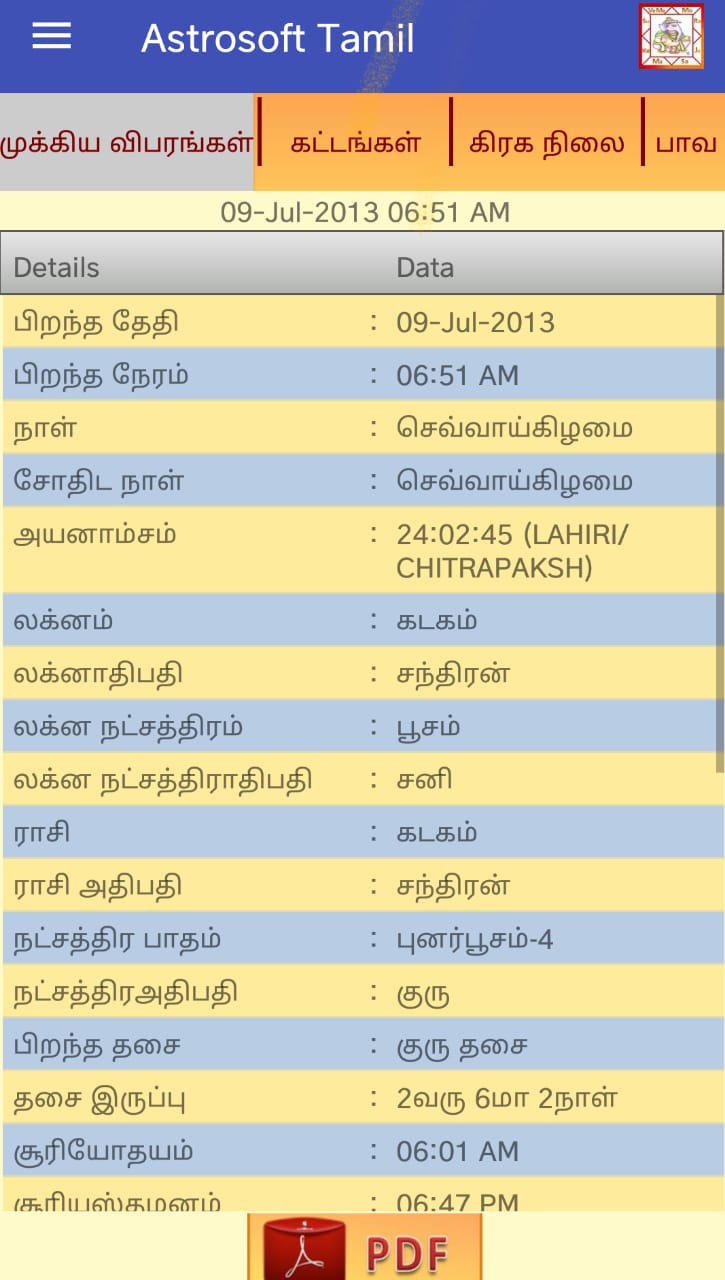 Astrosoft Tamil
முக்கிய விபரங்கள் கட்டங்கள் கிரக நிலை பாவ
09-Jul-2013 06:51 AM
Details Data
பிறந்த தேதி : 09-Jul-2013
பிறந்த நேரம் : 06:51 AM
நாள் : செவ்வாய்கிழமை
சோதிட நாள் : செவ்வாய்கிழமை
அயனாம்சம் : 24:02:45 (LAHIRI/
CHITRAPAKSH)
லக்னம் : கடகம்
லக்னாதிபதி : சந்திரன்
லக்ன நட்சத்திரம் : பூசம்
லக்ன நட்சத்திராதிபதி : சனி
ராசி : கடகம்
ராசி அதிபதி : சந்திரன்
நட்சத்திர பாதம் : புனர்பூசம்-4
நட்சத்திரஅதிபதி : குரு
பிறந்த தசை : குரு தசை
தசை இருப்பு : 2வரு 6மா 2நாள்
சூரியோதயம் : 06:01 AM
சூரியஸ்தமனம் : 06:47 PM
PDF